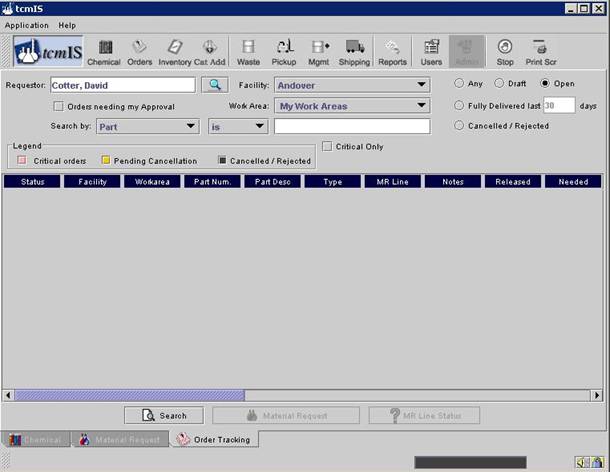 tcmIS
Application Help
tcmIS Chemical Orders Inventory Cat Add Waste Pickup Mgmt Shipping Reports Users Admin Stop Print Scr
Requestor: Cotter, David Facility: Andover Any Draft Open
Orders needing my Approval Work Area: My Work Areas Fully Delivered last 30 days
Search by: Part is Cancelled / Rejected
Legend Critical Only
Critical orders Pending Cancellation Cancelled / Rejected
Status Facility Workarea Part Num. Part Desc Type MR Line Notes Released Needed
Search Material Request MR Line Status
Chemical Material Request Order Tracking